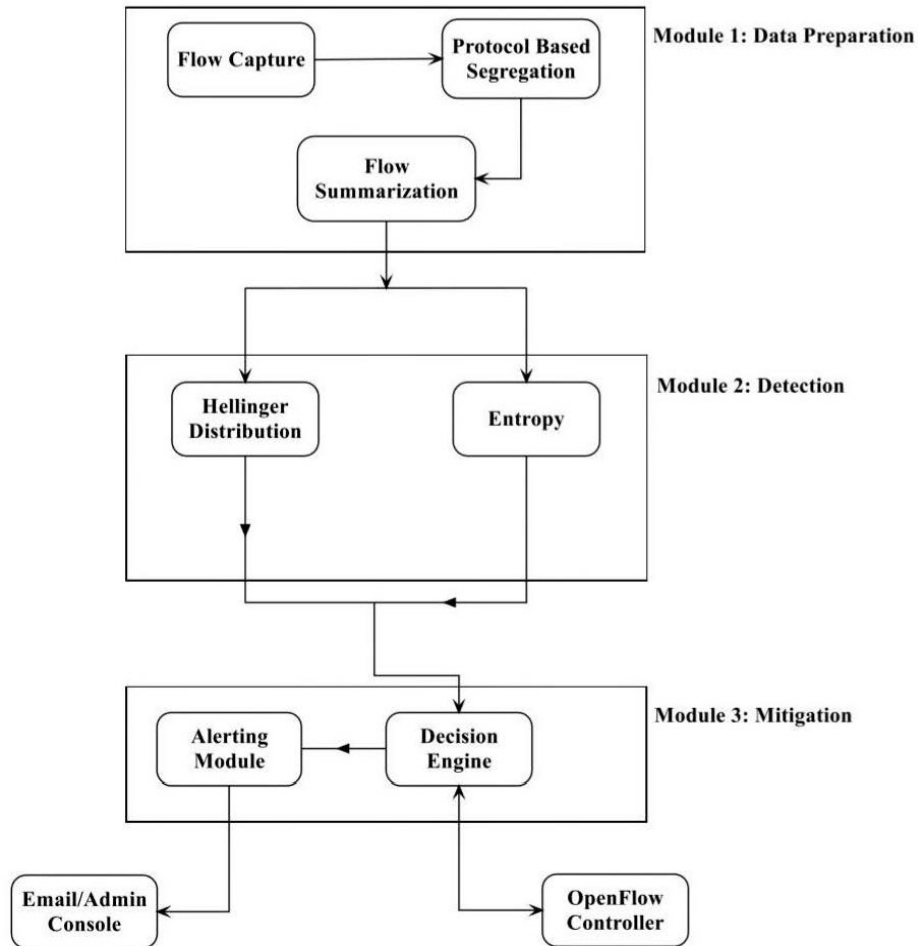 Module 1: Data Preparation
Flow Capture
Protocol Based
Segregation
Flow
Summarization
Module 2: Detection
Hellinger
Distribution
Entropy
Module 3: Mitigation
Alerting
Module
Decision
Engine
Email/Admin
Console
OpenFlow
Controller